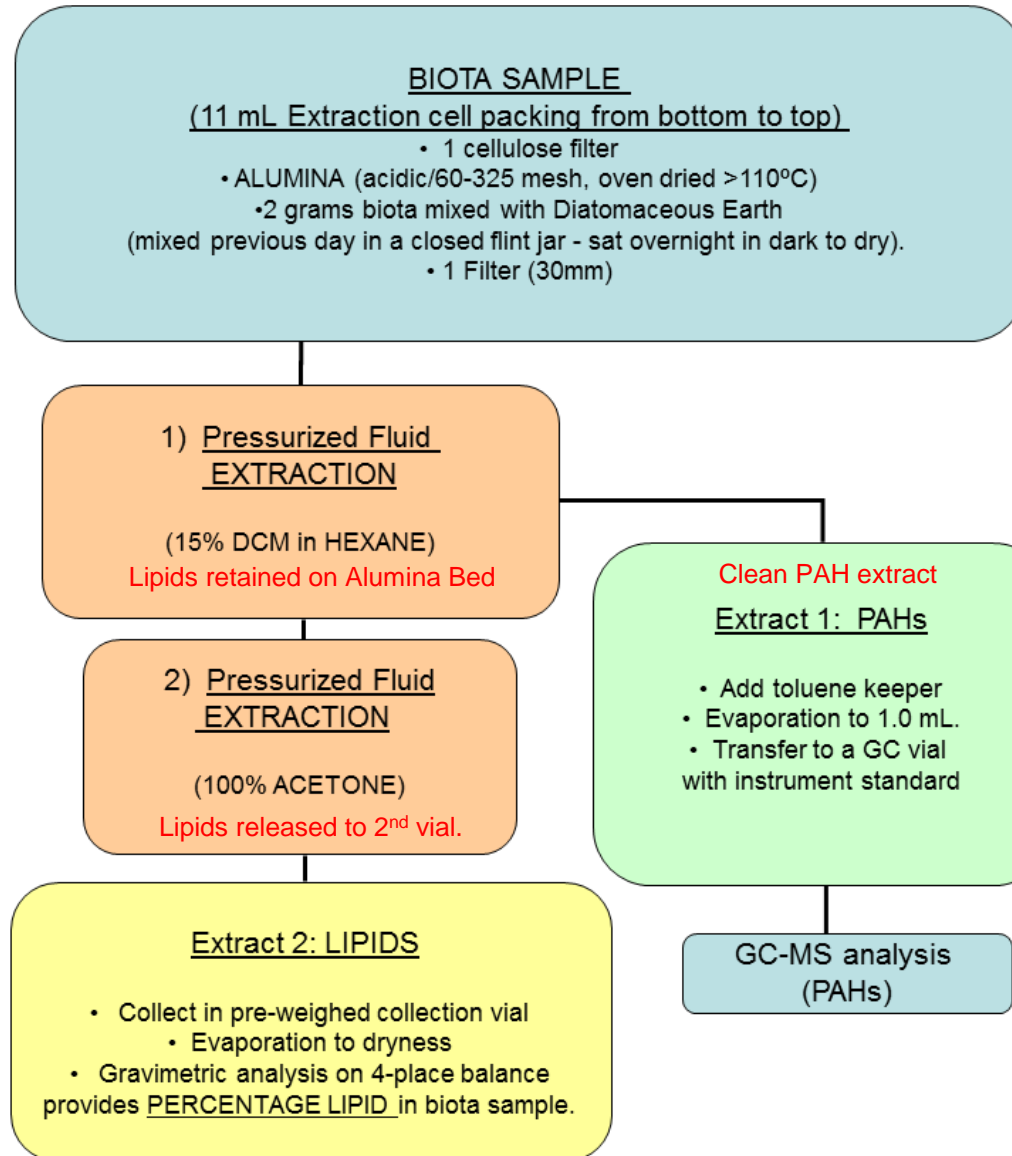 BIOTA SAMPLE
(11 mL Extraction cell packing from bottom to top)
• 1 cellulose filter
• ALUMINA (acidic/60-325 mesh, oven dried >110ºC)
•2 grams biota mixed with Diatomaceous Earth
(mixed previous day in a closed flint jar - sat overnight in dark to dry).
• 1 Filter (30mm)
1) Pressurized Fluid
EXTRACTION
(15% DCM in HEXANE)
Lipids retained on Alumina Bed
Clean PAH extract
Extract 1: PAHs
• Add toluene keeper
• Evaporation to 1.0 mL.
• Transfer to a GC vial
with instrument standard
2) Pressurized Fluid
EXTRACTION
(100% ACETONE)
Lipids released to 2nd vial.
Extract 2: LIPIDS
• Collect in pre-weighed collection vial
• Evaporation to dryness
• Gravimetric analysis on 4-place balance
provides PERCENTAGE LIPID in biota sample.
GC-MS analysis
(PAHs)